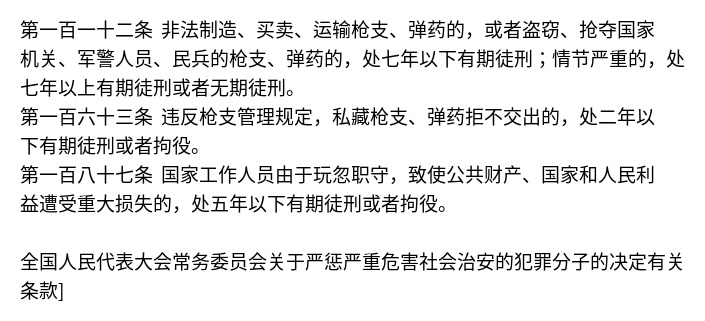 第一百一十二条 非法制造、买卖、运输枪支、弹药的，或者盗窃、抢夺国家
机关、军警人员、民兵的枪支、弹药的，处七年以下有期徒刑；情节严重的，处
七年以上有期徒刑或者无期徒刑。
第一百六十三条 违反枪支管理规定，私藏枪支、弹药拒不交出的，处二年以
下有期徒刑或者拘役。
第一百八十七条 国家工作人员由于玩忽职守，致使公共财产、国家和人民利
益遭受重大损失的，处五年以下有期徒刑或者拘役。
全国人民代表大会常务委员会关于严惩严重危害社会治安的犯罪分子的决定有关
条款]